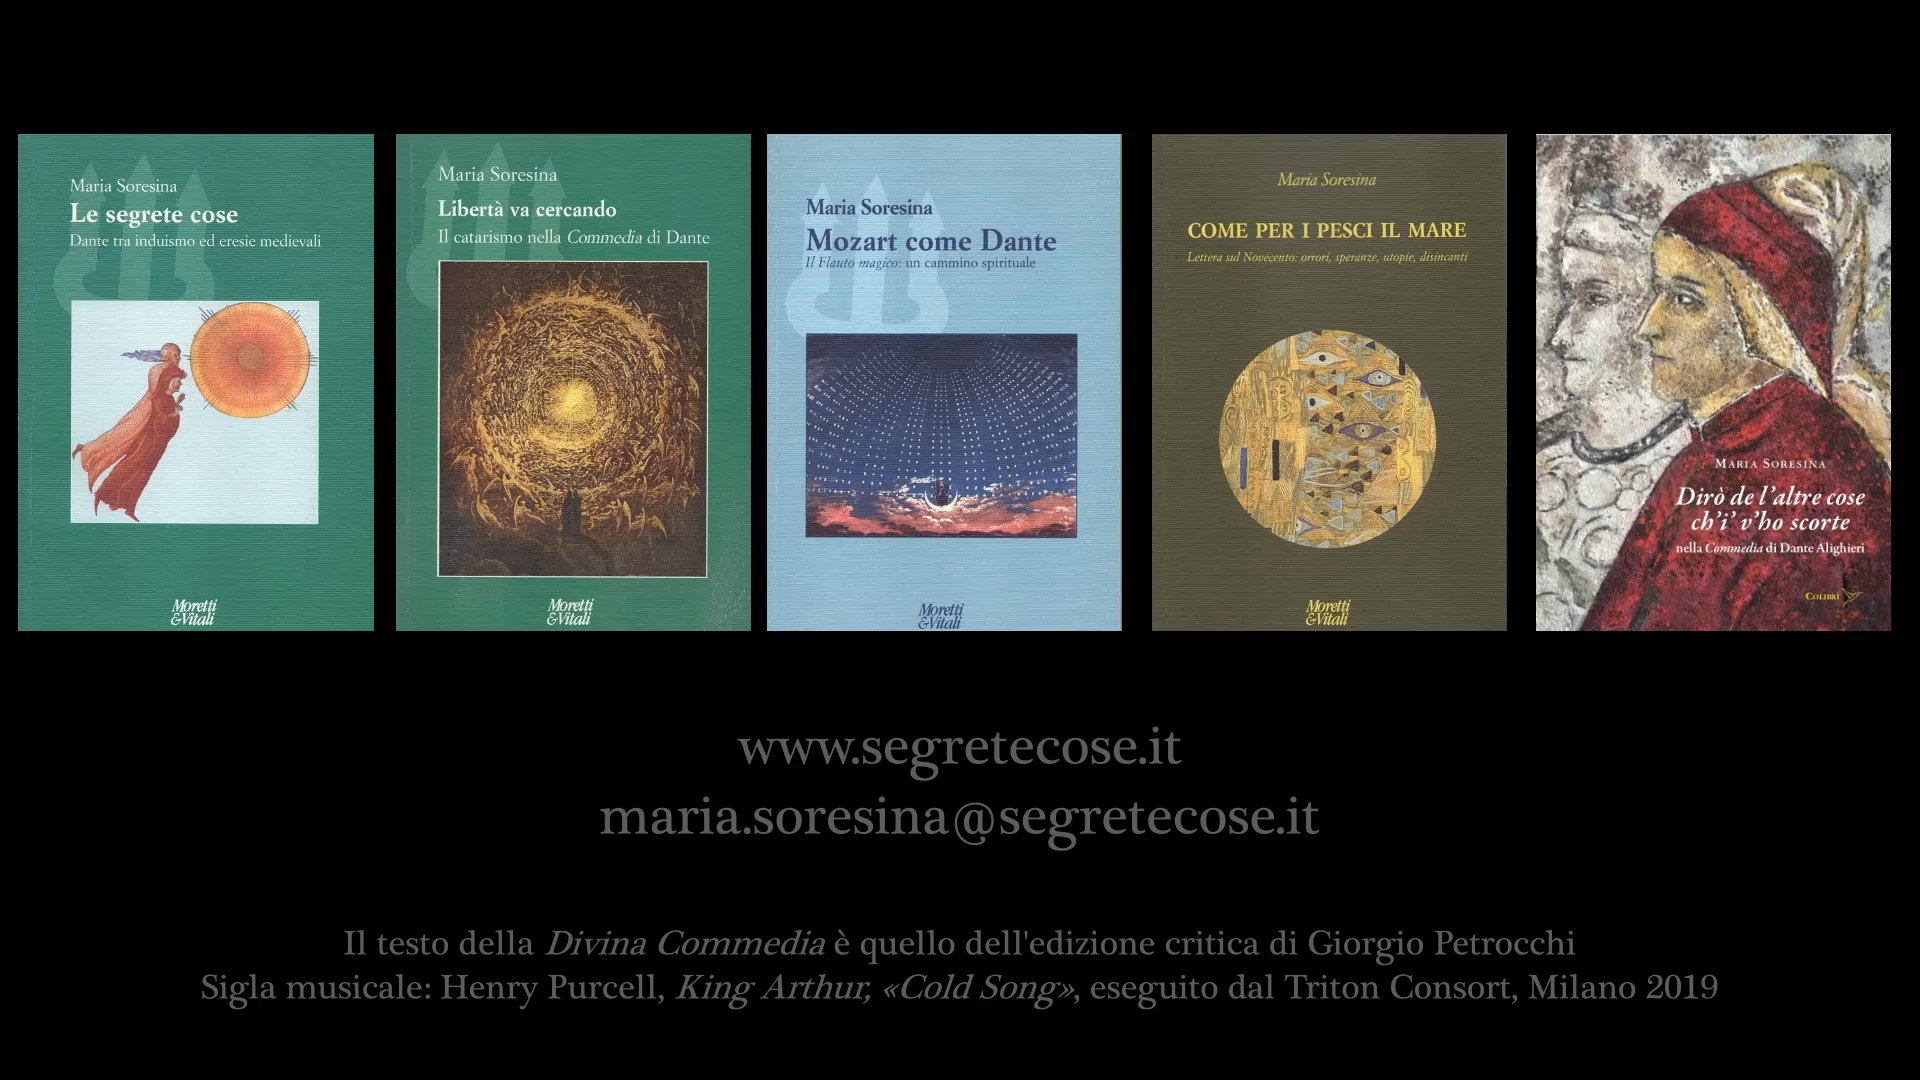 Maria Soresina
Le segrete cose
Dante tra induismo ed eresie medievali
Moretti
&Vitali
Maria Soresina
Libertà va cercando
Il catarismo nella Commedia di Dante
Moretti
&Vitali
Maria Soresina
Mozart come Dante
Il Flauto magico: un cammino spirituale
Moretti
&Vitali
Maria Soresina
COME PER I PESCI IL MARE
Lettera sul Novecento: orrori, speranze, utopie, disincanti
Moretti
&Vitali
MARIA SORESINA
Dirò de l'altre cose
ch'i' v'ho scorte
nella Commedia di Dante Alighieri
COLIBRÌ
www.segretecose.it
maria.soresina@segretecose.it
Il testo della Divina Commedia è quello dell'edizione critica di Giorgio Petrocchi
Sigla musicale: Henry Purcell, King Arthur, «Cold Song», eseguito dal Triton Consort, Milano 2019